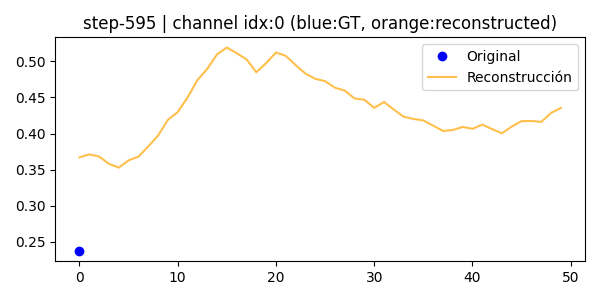 step-595 | channel idx:0 (blue:GT, orange:reconstructed)
Original
Reconstrucción
0.50
0.45
0.40
0.35
0.30
0.25
0 10 20 30 40 50